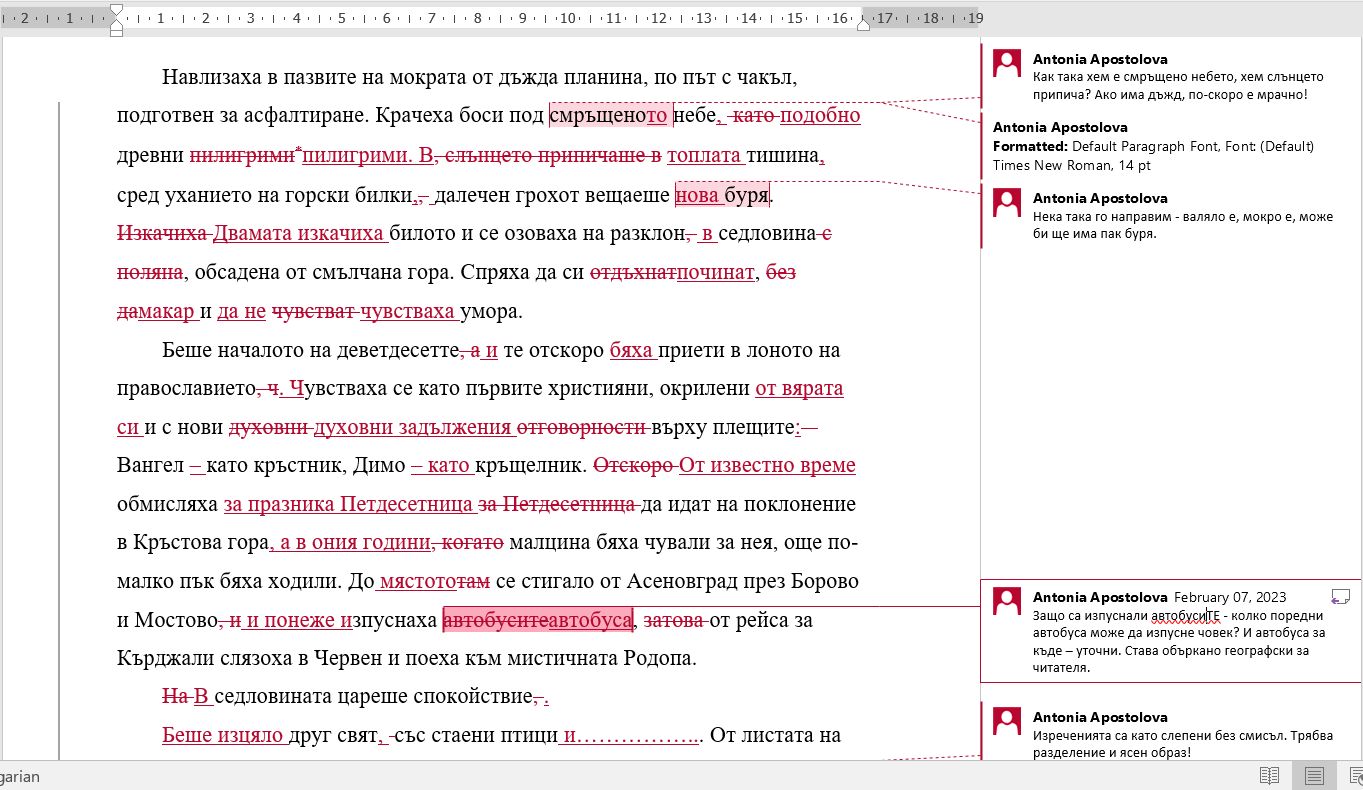 2 1 1 2 3 4 5 6 7 8 9 10 11 12 13 14 15 16 17 18 19
Навлизаха в пазвите на мократа от дъжда планина, по път с чакъл,
подготвен за асфалтиране. Крачеха боси под смръщеното небе, като подобно
древни пилигрими*пилигрими. В, слънцето припичаше в топлата тишина,
сред уханието на горски билки,, далечен грохот вещаеше нова буря.
Изкачиха Двамата изкачиха билото и се озоваха на разклон, в седловина с
поляна, обсадена от смълчана гора. Спряха да си отдъхнатпочинат, без
дамакар и да не чувстват чувстваха умора.
Беше началото на деветдесетте, а и те отскоро бяха приети в лоното на
православието, ч. Чувстваха се като първите християни, окрилени от вярата
си и с нови духовни духовни задължения отговорности върху плещите:
Вангел – като кръстник, Димо – като кръщелник. Отскоро От известно време
обмисляха за празника Петдесетница за Петдесетница да идат на поклонение
в Кръстова гора, а в ония години, когато малцина бяха чували за нея, още по-
малко пък бяха ходили. До мястототам се стигало от Асеновград през Борово
и Мостово, и и понеже изпуснаха автобуситеавтобуса, затова от рейса за
Кърджали слязоха в Червен и поеха към мистичната Родопа.
На В седловината цареше спокойствие, .
Беше изцяло друг свят, със стаени птици и……………... От листата на
Antonia Apostolova
Как така хем е смръщено небето, хем слънцето
припича? Ако има дъжд, по-скоро е мрачно!
Antonia Apostolova
Formatted: Default Paragraph Font, Font: (Default)
Times New Roman, 14 pt
Antonia Apostolova
Нека така го направим - валяло е, мокро е, може
би ще има пак буря.
Antonia Apostolova February 07, 2023
Защо са изпуснали автобусиТЕ - колко поредни
автобуса може да изпусне човек? И автобуса за
къде – уточни. Става объркано географски за
читателя.
Antonia Apostolova
Изреченията са като слепени без смисъл. Трябва
разделение и ясен образ!
garian